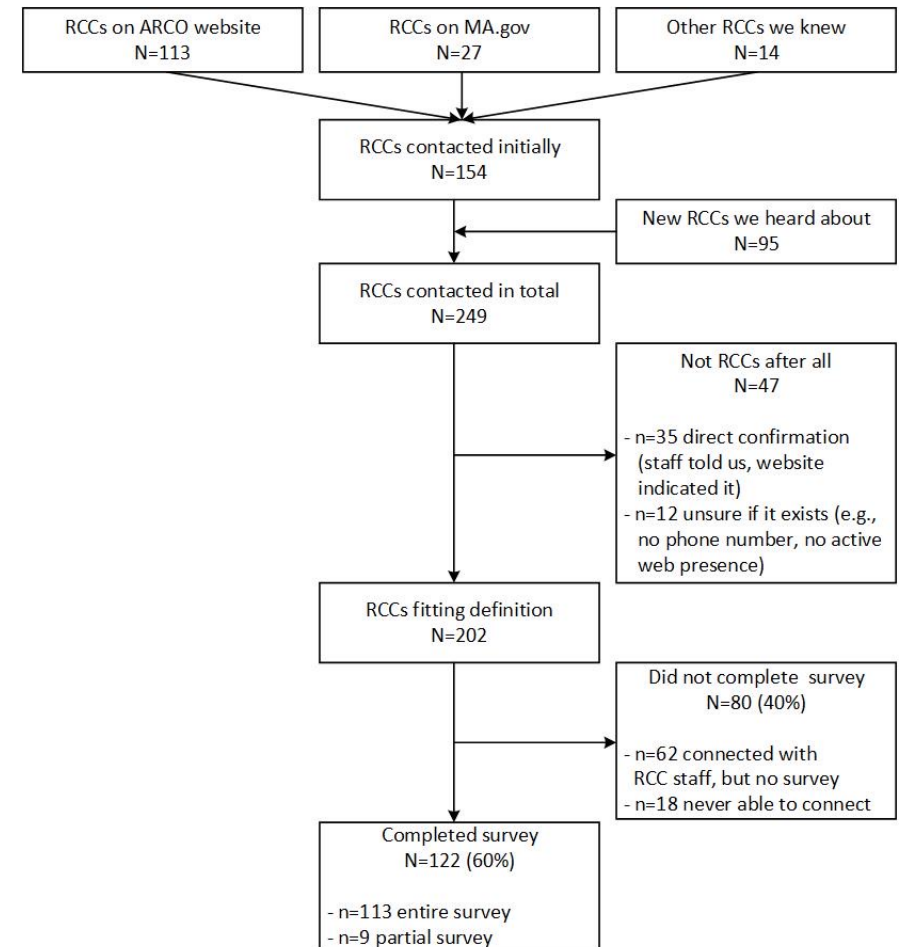 RCCs on ARCO website
N=113
RCCs on MA.gov
N=27
Other RCCs we knew
N=14
RCCs contacted initially
N=154
New RCCs we heard about
N=95
RCCs contacted in total
N=249
Not RCCs after all
N=47
- n=35 direct confirmation
(staff told us, website
indicated it)
- n=12 unsure if it exists (e.g.,
no phone number, no active
web presence)
RCCs fitting definition
N=202
Did not complete survey
N=80 (40%)
- n=62 connected with
RCC staff, but no survey
- n=18 never able to connect
Completed survey
N=122 (60%)
- n=113 entire survey
- n=9 partial survey